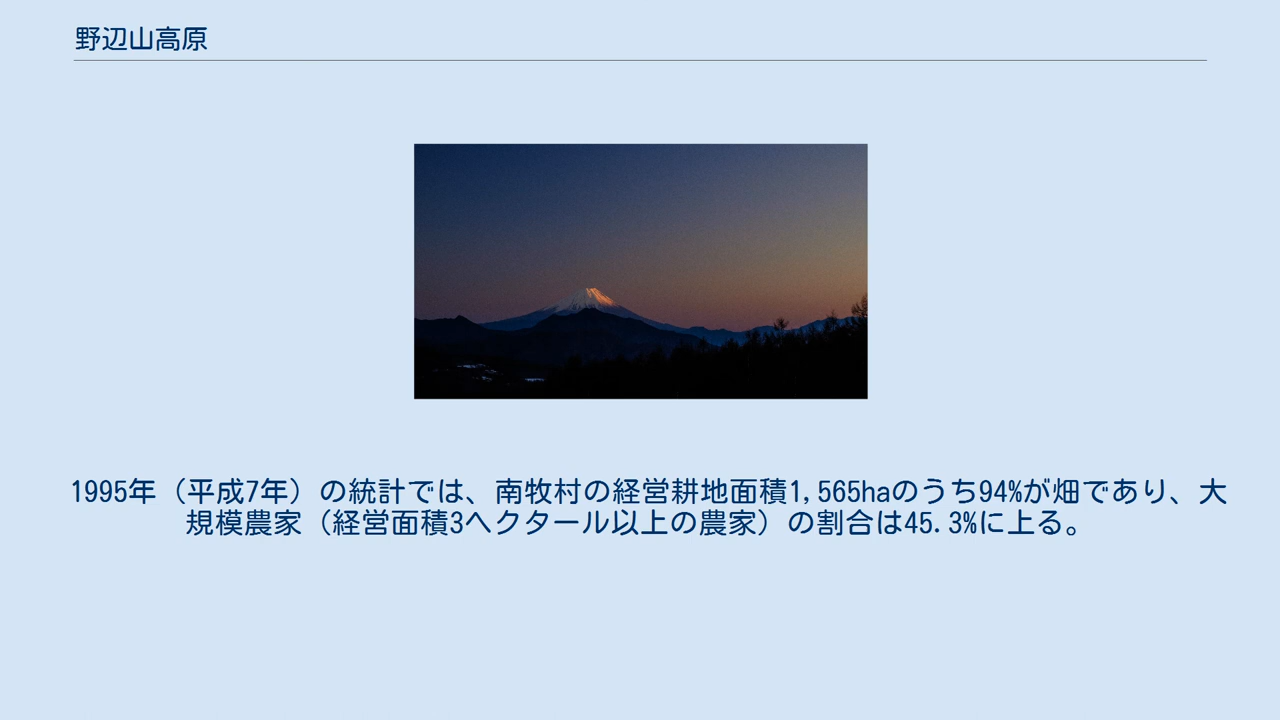 野辺山高原
1995年（平成7年）の統計では、南牧村の経営耕地面積1,565haのうち94%が畑であり、大
規模農家（経営面積3ヘクタール以上の農家）の割合は45.3%に上る。